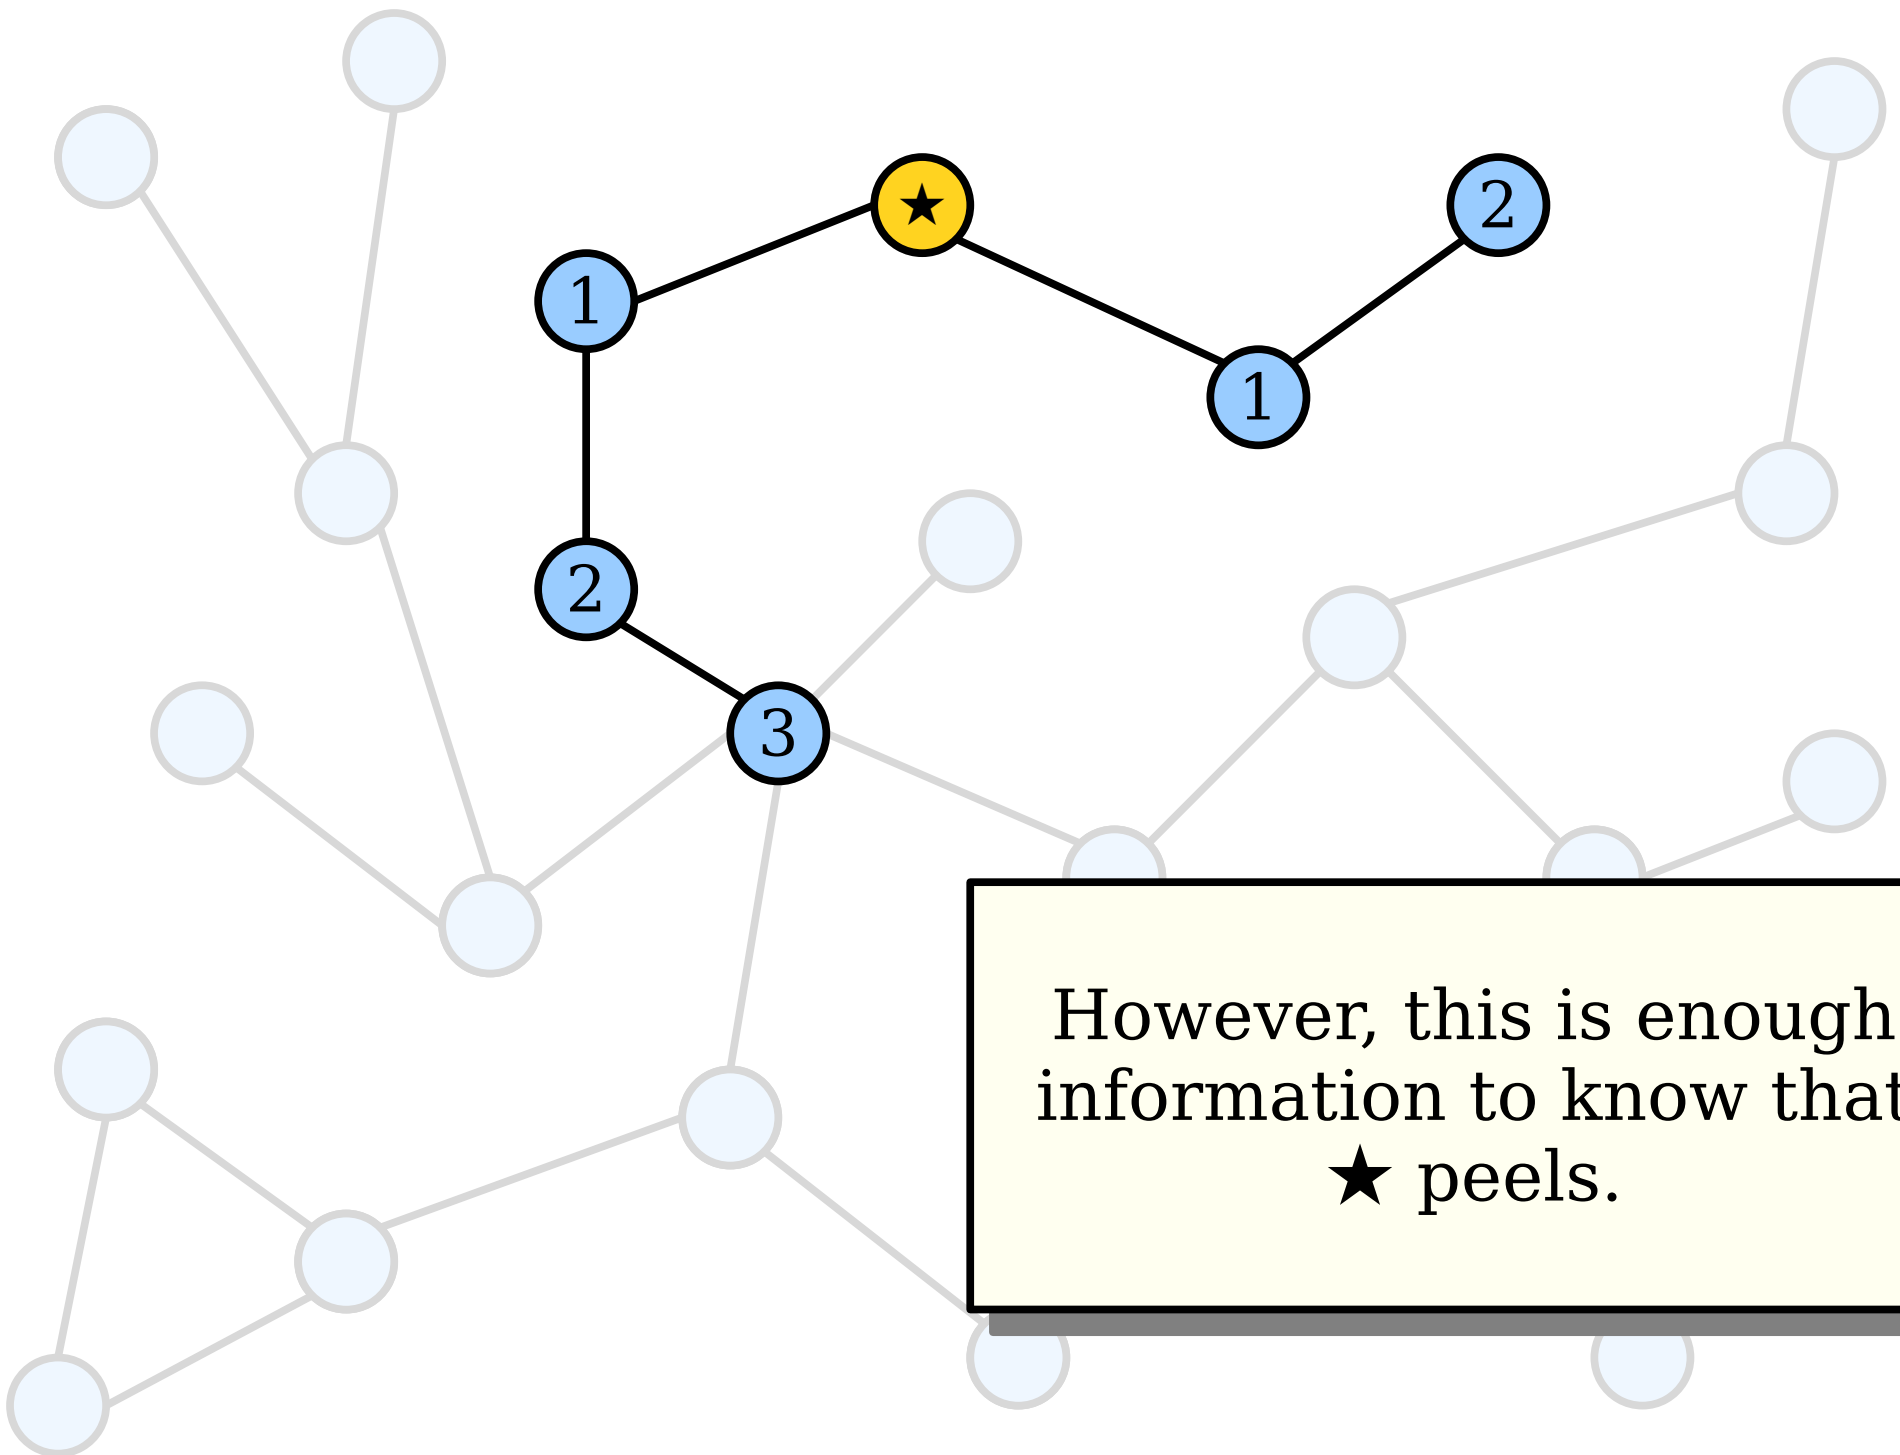 ★
2
1
1
2
3
However, this is enough
information to know that
★ peels.